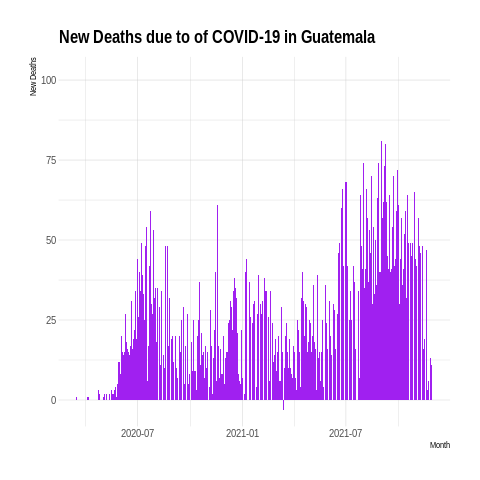 New Deaths due to of COVID-19 in Guatemala
New Deaths
100
75
50
25
0
2020-07
2021-01
2021-07
Month